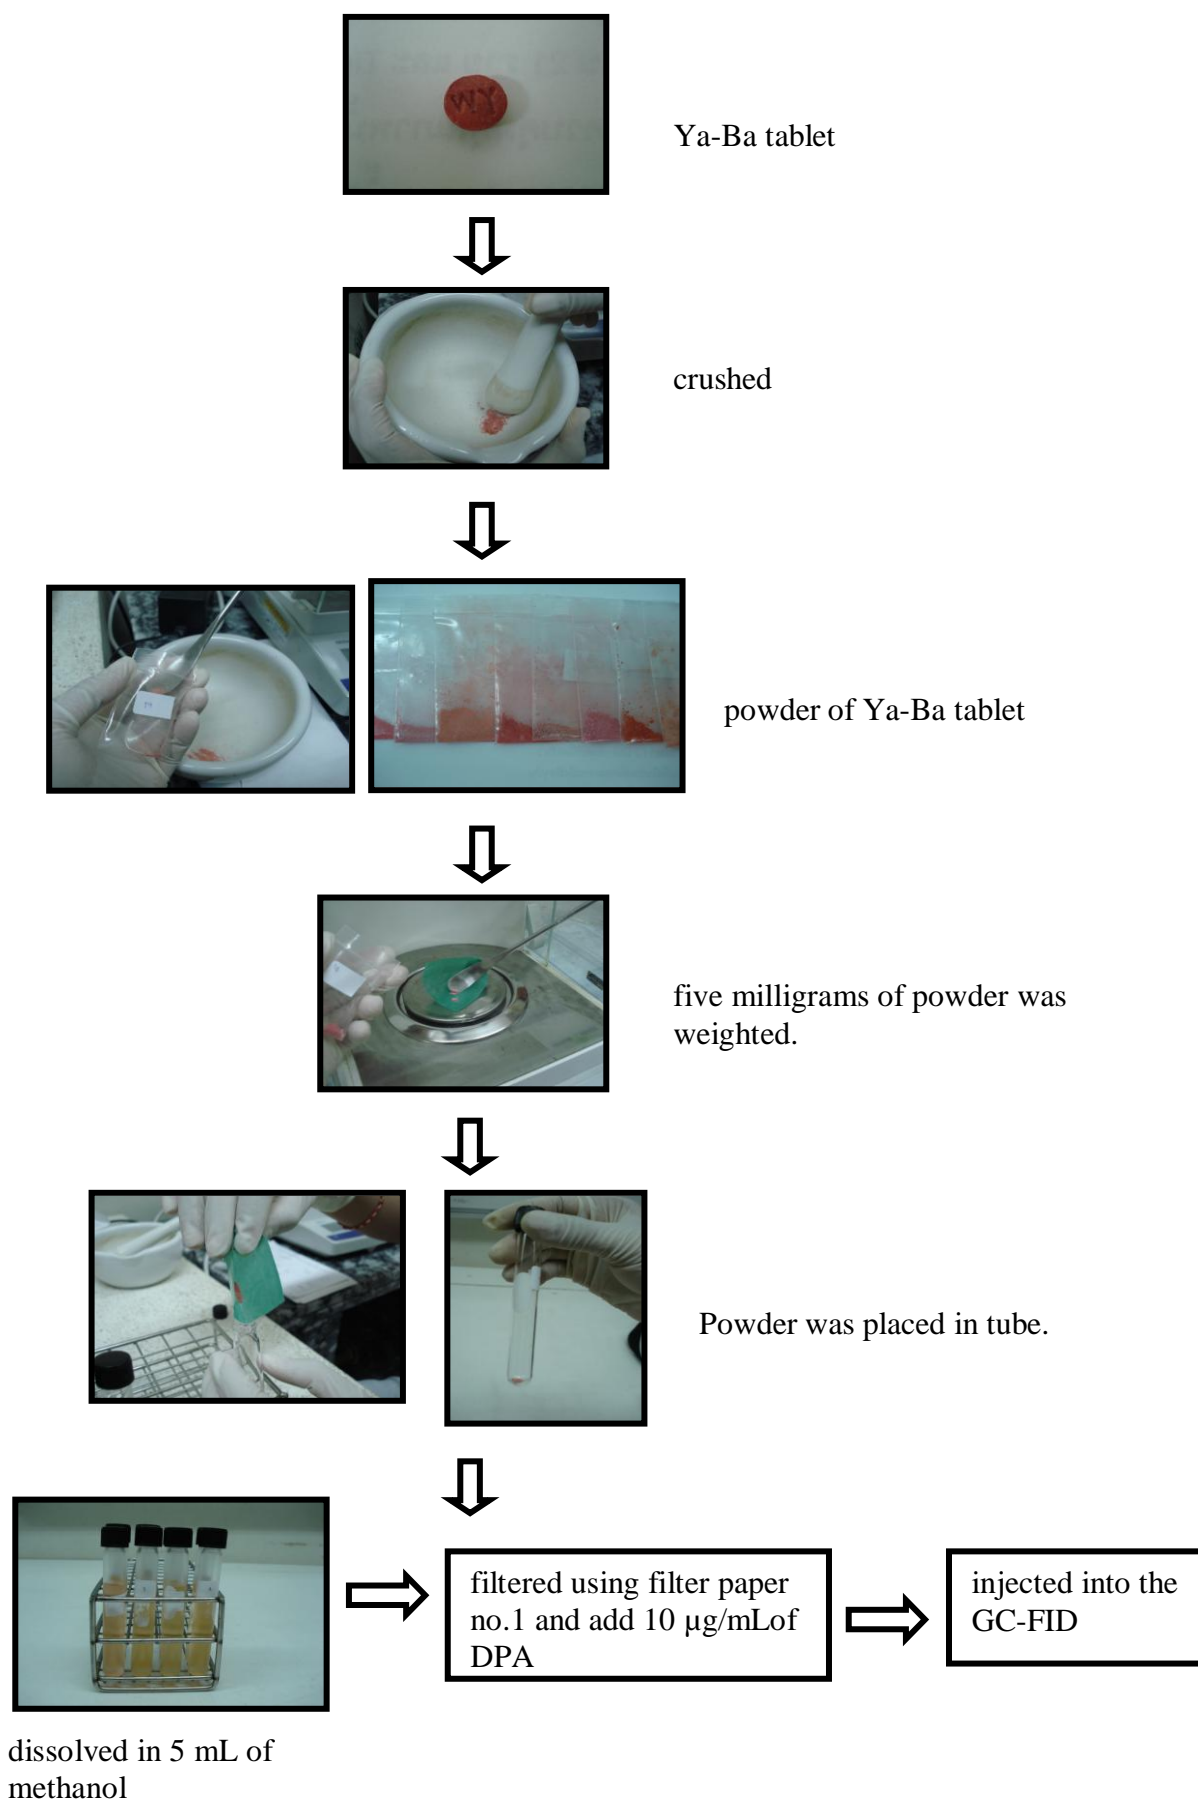 WY
Ya-Ba tablet
crushed
powder of Ya-Ba tablet
five milligrams of powder was
weighted.
Powder was placed in tube.
filtered using filter paper
no.1 and add 10 µg/mLof
DPA
injected into the
GC-FID
dissolved in 5 mL of
methanol